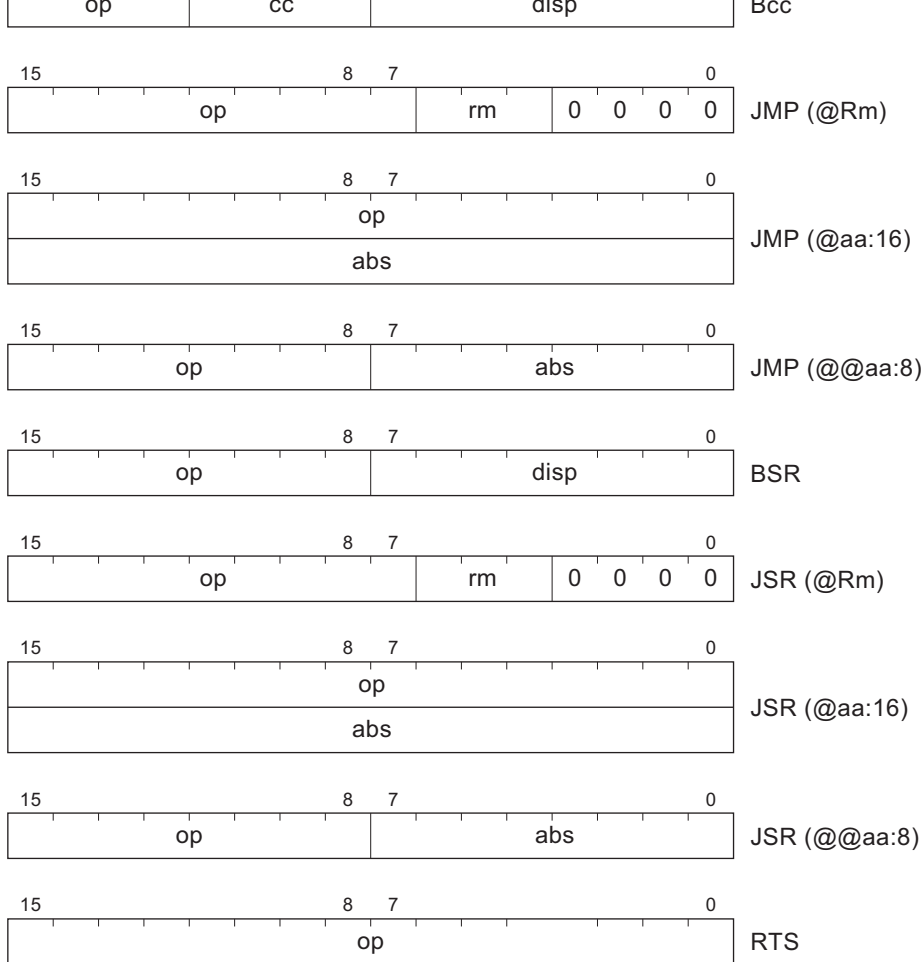 op cc disp Bcc
15 8 7 0
op rm 0 0 0 0 JMP (@Rm)
15 8 7 0
op
JMP (@aa:16)
abs
15 8 7 0
op abs JMP (@@aa:8)
15 8 7 0
op disp BSR
15 8 7 0
op rm 0 0 0 0 JSR (@Rm)
15 8 7 0
op
JSR (@aa:16)
abs
15 8 7 0
op abs JSR (@@aa:8)
15 8 7 0
op RTS